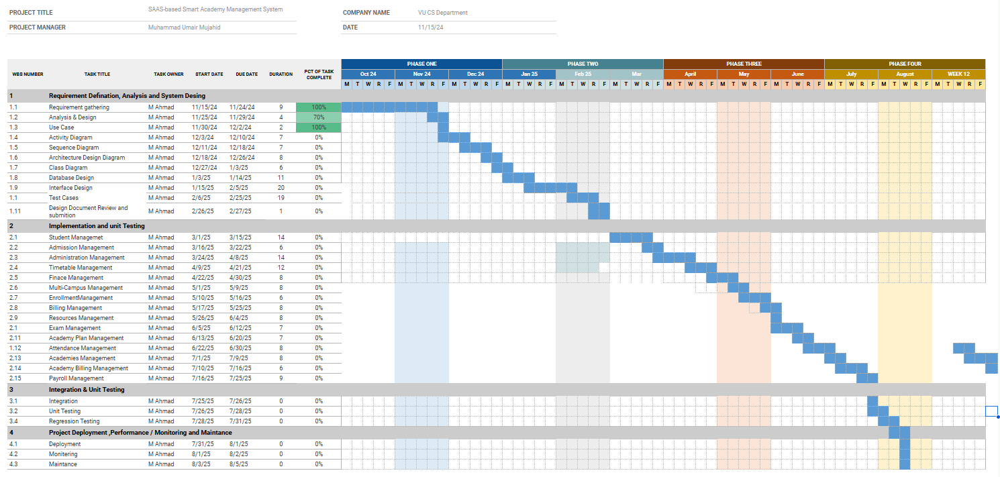 PROJECT TITLE SAAS-based Smart Academy Management System COMPANY NAME VU CS Department
PROJECT MANAGER Muhammad Umair Mujahid DATE 11/15/24
PHASE ONE PHASE TWO PHASE THREE PHASE FOUR
WBS NUMBER TASK TITLE TASK OWNER START DATE DUE DATE DURATION PCT OF TASK COMPLETE
Oct 24 Nov 24 Dec 24 Jan 25 Feb 25 Mar April May June July August WEEK 12
M T W R F M T W R F M T W R F M T W R F M T W R F M T W R F M T W R F M T W R F M T W R F M T W R F M T W R F M T W R F
1 Requirement Defination, Analysis and System Desing
1.1 Requirement gathering M Ahmad 11/15/24 11/24/24 9 100%
1.2 Analysis & Design M Ahmad 11/25/24 11/29/24 4 70%
1.3 Use Case M Ahmad 11/30/24 12/2/24 2 100%
1.4 Activity Diagram M Ahmad 12/3/24 12/10/24 7 0%
1.5 Sequence Diagram M Ahmad 12/11/24 12/18/24 7 0%
1.6 Architecture Design Diagram M Ahmad 12/18/24 12/26/24 8 0%
1.7 Class Diagram M Ahmad 12/27/24 1/3/25 6 0%
1.8 Database Design M Ahmad 1/3/25 1/14/25 11 0%
1.9 Interface Design M Ahmad 1/15/25 2/5/25 20 0%
1.1 Test Cases M Ahmad 2/6/25 2/25/25 19 0%
1.11 Design Document Review and submition M Ahmad 2/26/25 2/27/25 1 0%
2 Implementation and unit Testing
2.1 Student Managemet M Ahmad 3/1/25 3/15/25 14 0%
2.2 Admission Management M Ahmad 3/16/25 3/22/25 6 0%
2.3 Administration Management M Ahmad 3/24/25 4/8/25 14 0%
2.4 Timetable Management M Ahmad 4/9/25 4/21/25 12 0%
2.5 Finace Management M Ahmad 4/22/25 4/30/25 8 0%
2.6 Multi-Campus Management M Ahmad 5/1/25 5/9/25 8 0%
2.7 EnrollmentManagement M Ahmad 5/10/25 5/16/25 6 0%
2.8 Billing Management M Ahmad 5/17/25 5/25/25 8 0%
2.9 Resources Management M Ahmad 5/26/25 6/4/25 8 0%
2.1 Exam Management M Ahmad 6/5/25 6/12/25 7 0%
2.11 Academy Plan Management M Ahmad 6/13/25 6/20/25 7 0%
1.12 Attendance Management M Ahmad 6/22/25 6/30/25 8 0%
2.13 Academies Management M Ahmad 7/1/25 7/9/25 8 0%
2.14 Academy Billing Management M Ahmad 7/10/25 7/16/25 6 0%
2.15 Payroll Management M Ahmad 7/16/25 7/25/25 9 0%
3 Integration & Unit Testing
3.1 Integration M Ahmad 7/25/25 7/26/25 0 0%
3.2 Unit Testing M Ahmad 7/26/25 7/28/25 0 0%
3.4 Regression Testing M Ahmad 7/28/25 7/31/25 0 0%
4 Project Deployment ,Performance / Monitoring and Maintance
4.1 Deployment M Ahmad 7/31/25 8/1/25 0 0%
4.2 Monitering M Ahmad 8/1/25 8/2/25 0 0%
4.3 Maintance M Ahmad 8/3/25 8/5/25 0 0%